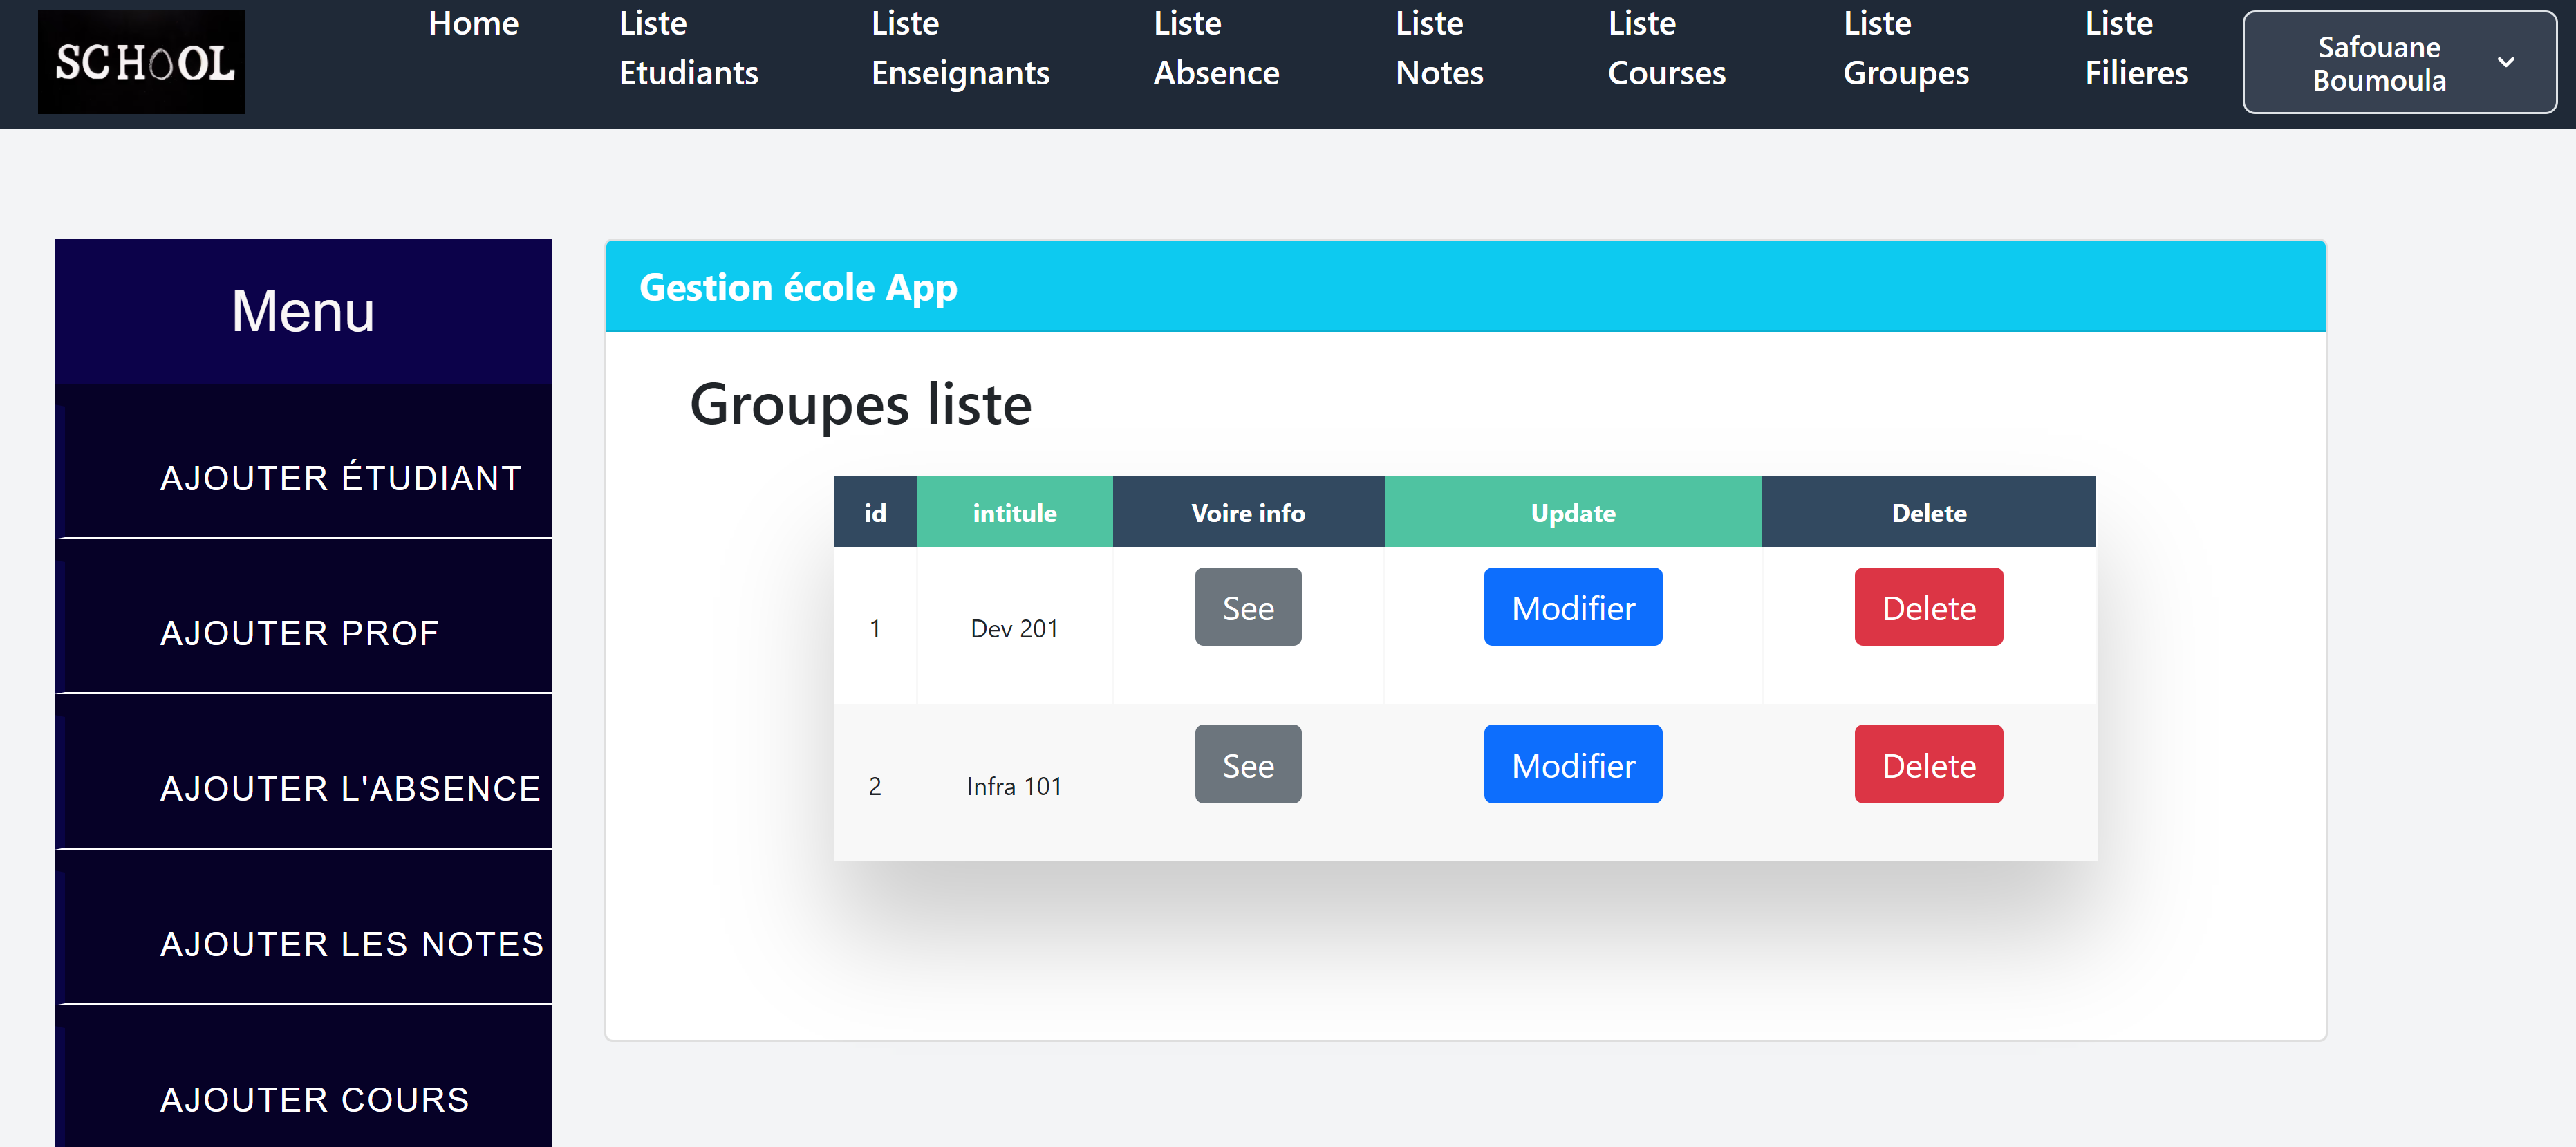 SCHOOL
Home
Liste
Etudiants
Liste
Enseignants
Liste
Absence
Liste
Notes
Liste
Courses
Liste
Groupes
Liste
Filieres
Safouane
Boumoula
Menu
AJOUTER ÉTUDIANT
AJOUTER PROF
AJOUTER L'ABSENCE
AJOUTER LES NOTES
AJOUTER COURS
Gestion école App
Groupes liste
id intitule Voire info Update Delete
1 Dev 201 See Modifier Delete
2 Infra 101 See Modifier Delete